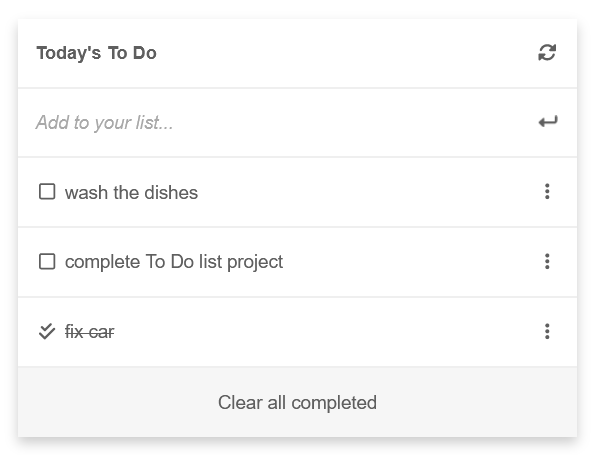 Today's To Do
Add to your list...
wash the dishes
complete To Do list project
fix car
Clear all completed